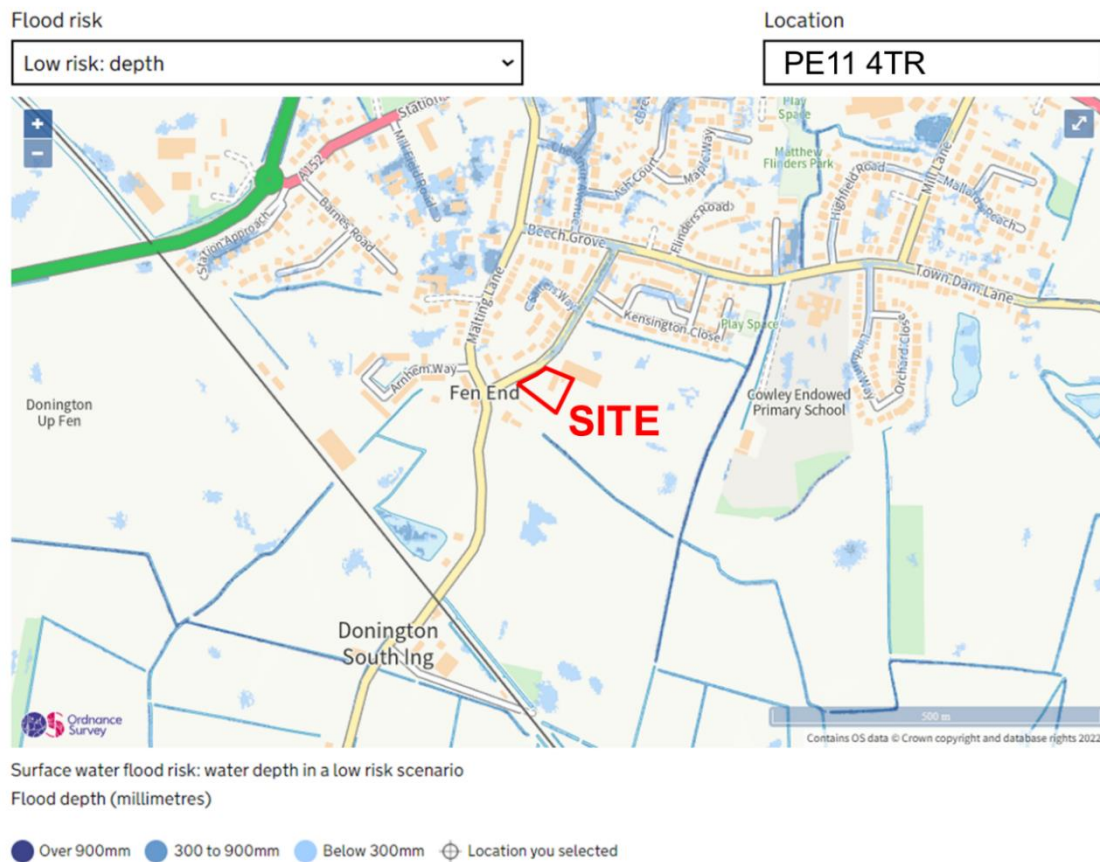 Flood risk
Location
Low risk: depth
PE11 4TR
Station
Play
Space
Mill Field Road
A152
Ash Court
Maple Way
Matthew
Flinders Park
Highfield Road
Mill Lane
Mallards Reach
Barnes Road
Station Approach
Flinders Road
Beech Grove
Town Dam Lane
Malting Lane
Kensington Close
Play Space
Orchard Close
Arnhem Way
Fen End
SITE
Donington
Up Fen
Cowley Endowed
Primary School
Donington
South Ing
Ordnance
Survey
500 m
Contains OS data © Crown copyright and database rights 2022
Surface water flood risk: water depth in a low risk scenario
Flood depth (millimetres)
Over 900mm
300 to 900mm
Below 300mm
Location you selected